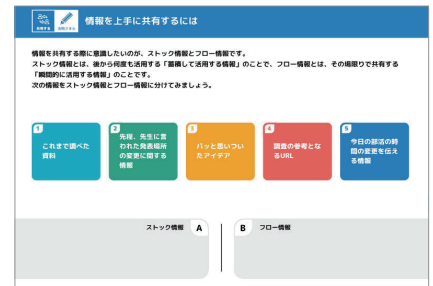 情報を上手に共有するには
情報を共有する際に意識したいのが、ストック情報とフロー情報です。
ストック情報とは、後から何度も活用する「蓄積して活用する情報」のことで、フロー情報とは、その場限りで共有する
「瞬間的に活用する情報」のことです。
次の情報をストック情報とフロー情報に分けてみましょう。
1
これまで調べた
資料
2
先程、先生に言
われた発表場所
の変更に関する
情報
3
パッと思いつい
たアイデア
4
調査の参考とな
るURL
5
今日の部活の時
間の変更を伝え
る情報
ストック情報 A
B フロー情報